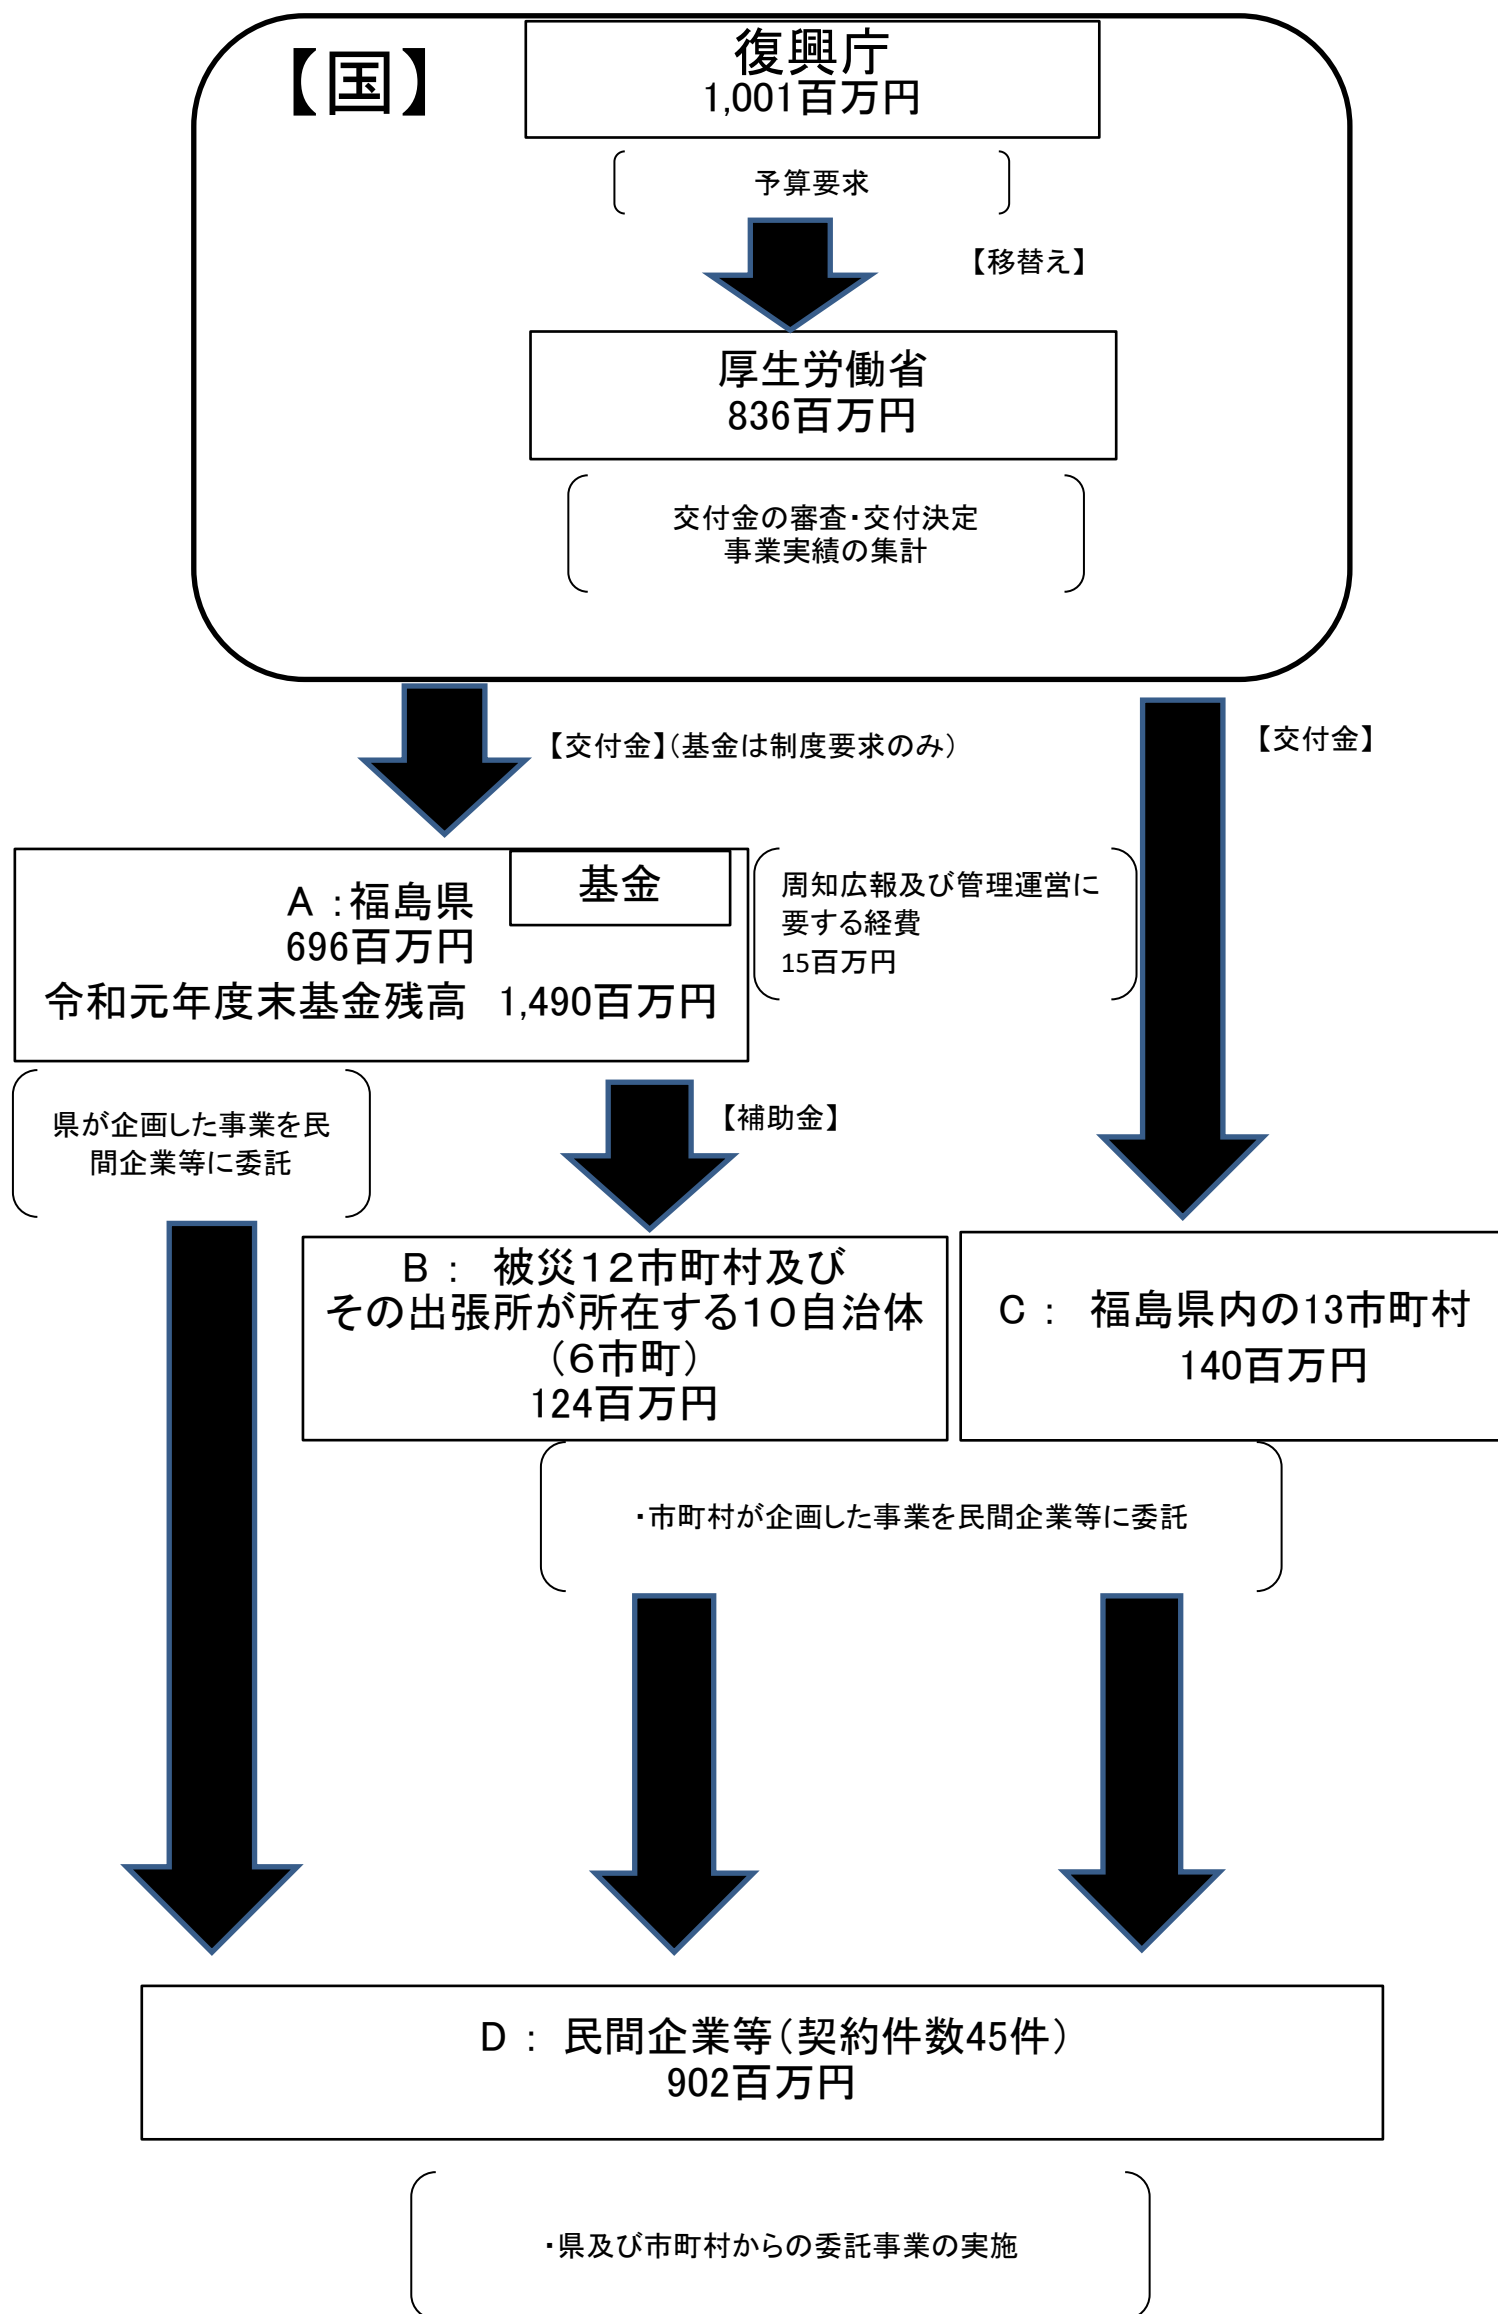 【国】
復興庁
1,001百万円
予算要求
【移替え】
厚生労働省
836百万円
交付金の審査・交付決定
事業実績の集計
【交付金】（基金は制度要求のみ）
【交付金】
基金
A ：福島県
696百万円
令和元年度末基金残高 1,490百万円
周知広報及び管理運営に
要する経費
15百万円
県が企画した事業を民
間企業等に委託
【補助金】
B ： 被災１２市町村及び
その出張所が所在する１０自治体
（６市町）
124百万円
C ： 福島県内の13市町村
140百万円
・市町村が企画した事業を民間企業等に委託
D ： 民間企業等（契約件数45件）
902百万円
・県及び市町村からの委託事業の実施